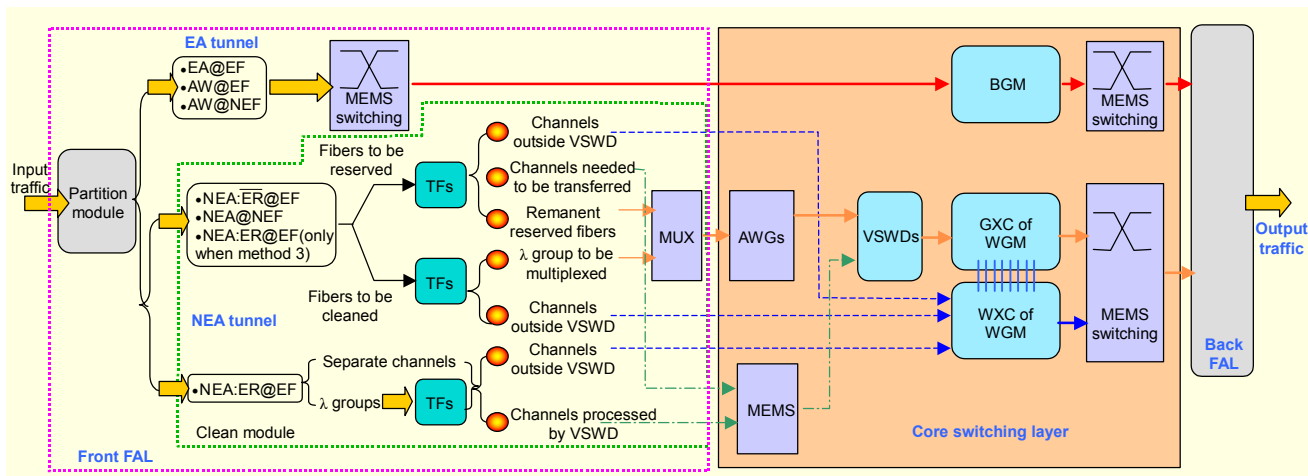 EA tunnel
•EA@EF
•AW@EF
•AW@NEF
MEMS
switching
BGM
MEMS
switching
Input
traffic
Partition
module
Fibers to be
reserved
Channels
outside VSWD
TFs
Channels needed
to be transferred
•NEA:E̅R̅@EF
•NEA@NEF
•NEA:ER@EF(only
when method 3)
Remanent
reserved fibers
MUX
AWGs
VSWDs
GXC of
WGM
λ group to be
multiplexed
TFs
Fibers to be
cleaned
Channels
outside VSWD
WXC of
WGM
MEMS
switching
NEA tunnel
Output
traffic
Back
FAL
•NEA:ER@EF
Separate channels
λ groups
TFs
Channels
outside VSWD
Channels processed
by VSWD
MEMS
Clean module
Front FAL
Core switching layer